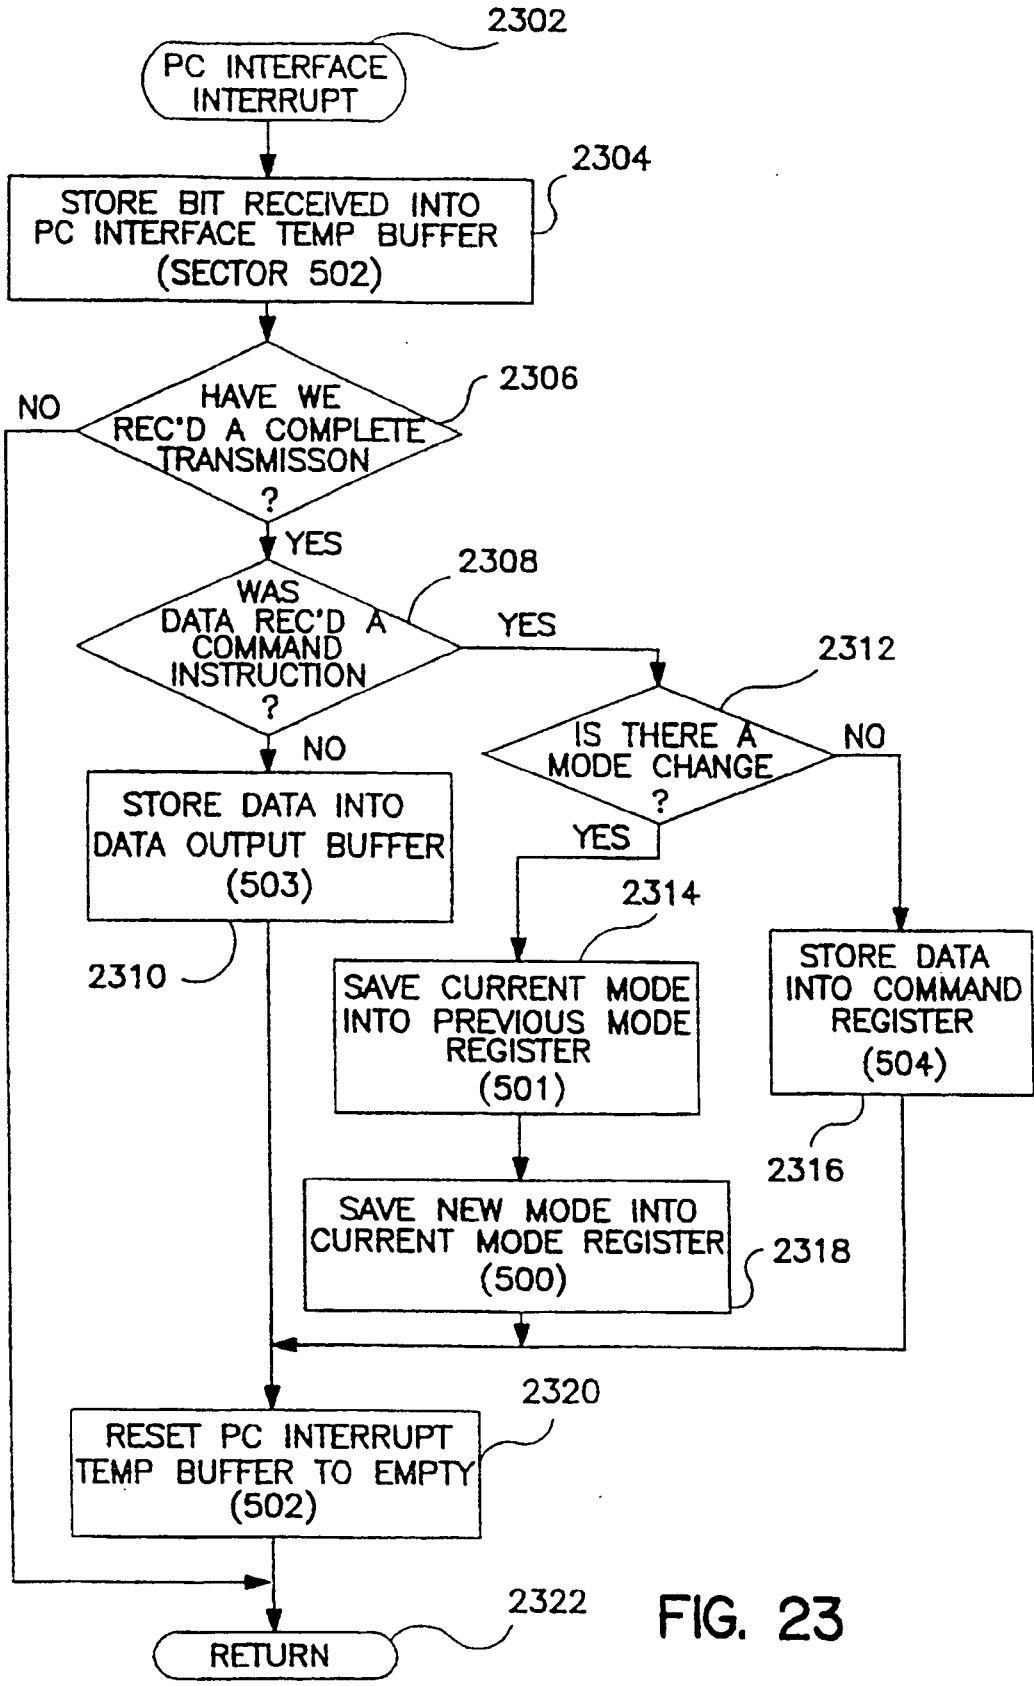 2302
PC INTERFACE
INTERRUPT
2304
STORE BIT RECEIVED INTO
PC INTERFACE TEMP BUFFER
(SECTOR 502)
2306
HAVE WE
REC'D A COMPLETE
TRANSMISSON
?
NO
YES
2308
WAS
DATA REC'D A
COMMAND
INSTRUCTION
?
YES
NO
2312
IS THERE A
MODE CHANGE
?
NO
YES
STORE DATA INTO
DATA OUTPUT BUFFER
(503)
2310
2314
SAVE CURRENT MODE
INTO PREVIOUS MODE
REGISTER
(501)
STORE DATA
INTO COMMAND
REGISTER
(504)
2316
SAVE NEW MODE INTO
CURRENT MODE REGISTER
(500)
2318
2320
RESET PC INTERRUPT
TEMP BUFFER TO EMPTY
(502)
2322
RETURN
FIG. 23